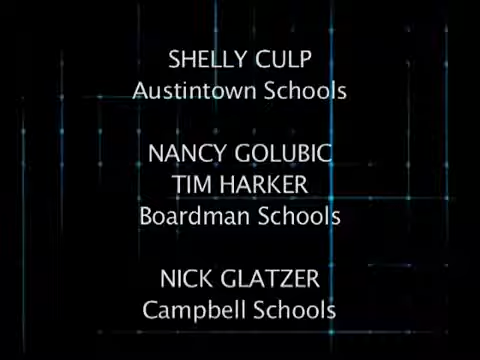 SHELLY CULP
Austintown Schools
NANCY GOLUBIC
TIM HARKER
Boardman Schools
NICK GLATZER
Campbell Schools